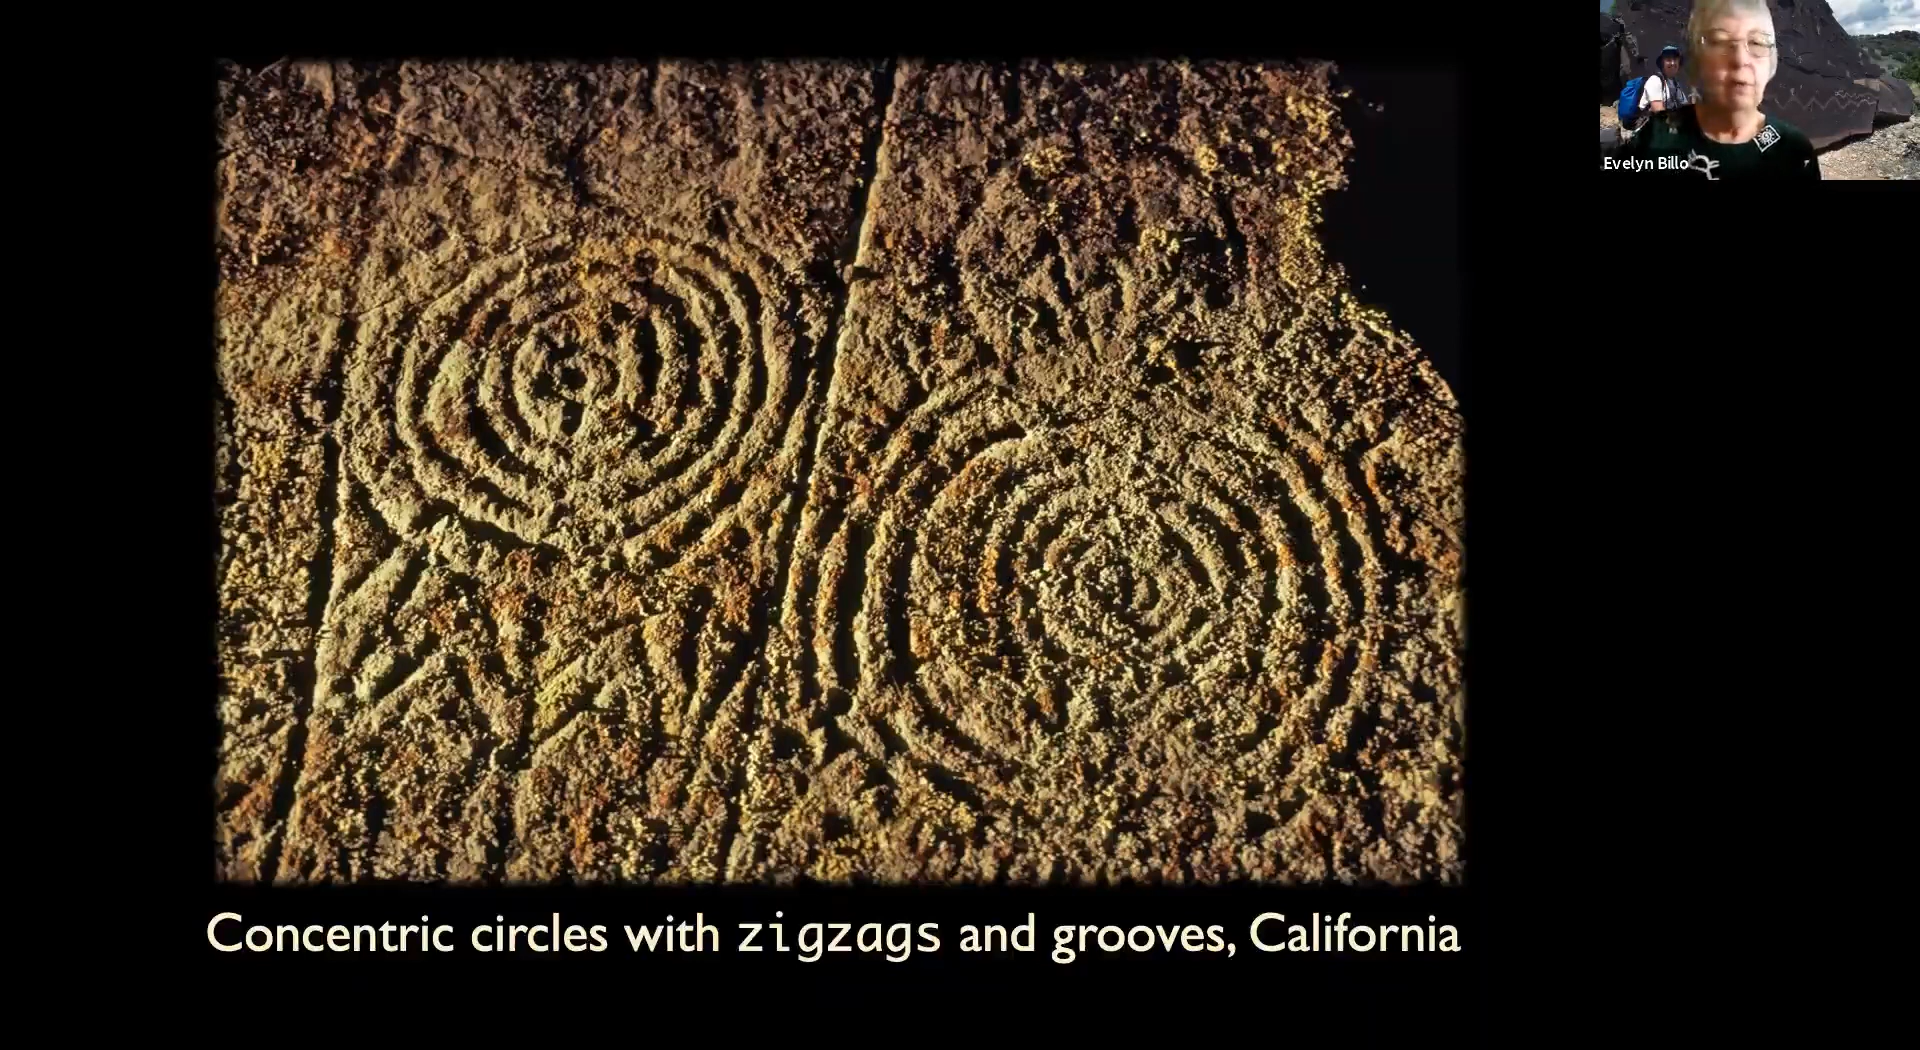 Evelyn Billo
Concentric circles with zigzags and grooves, California